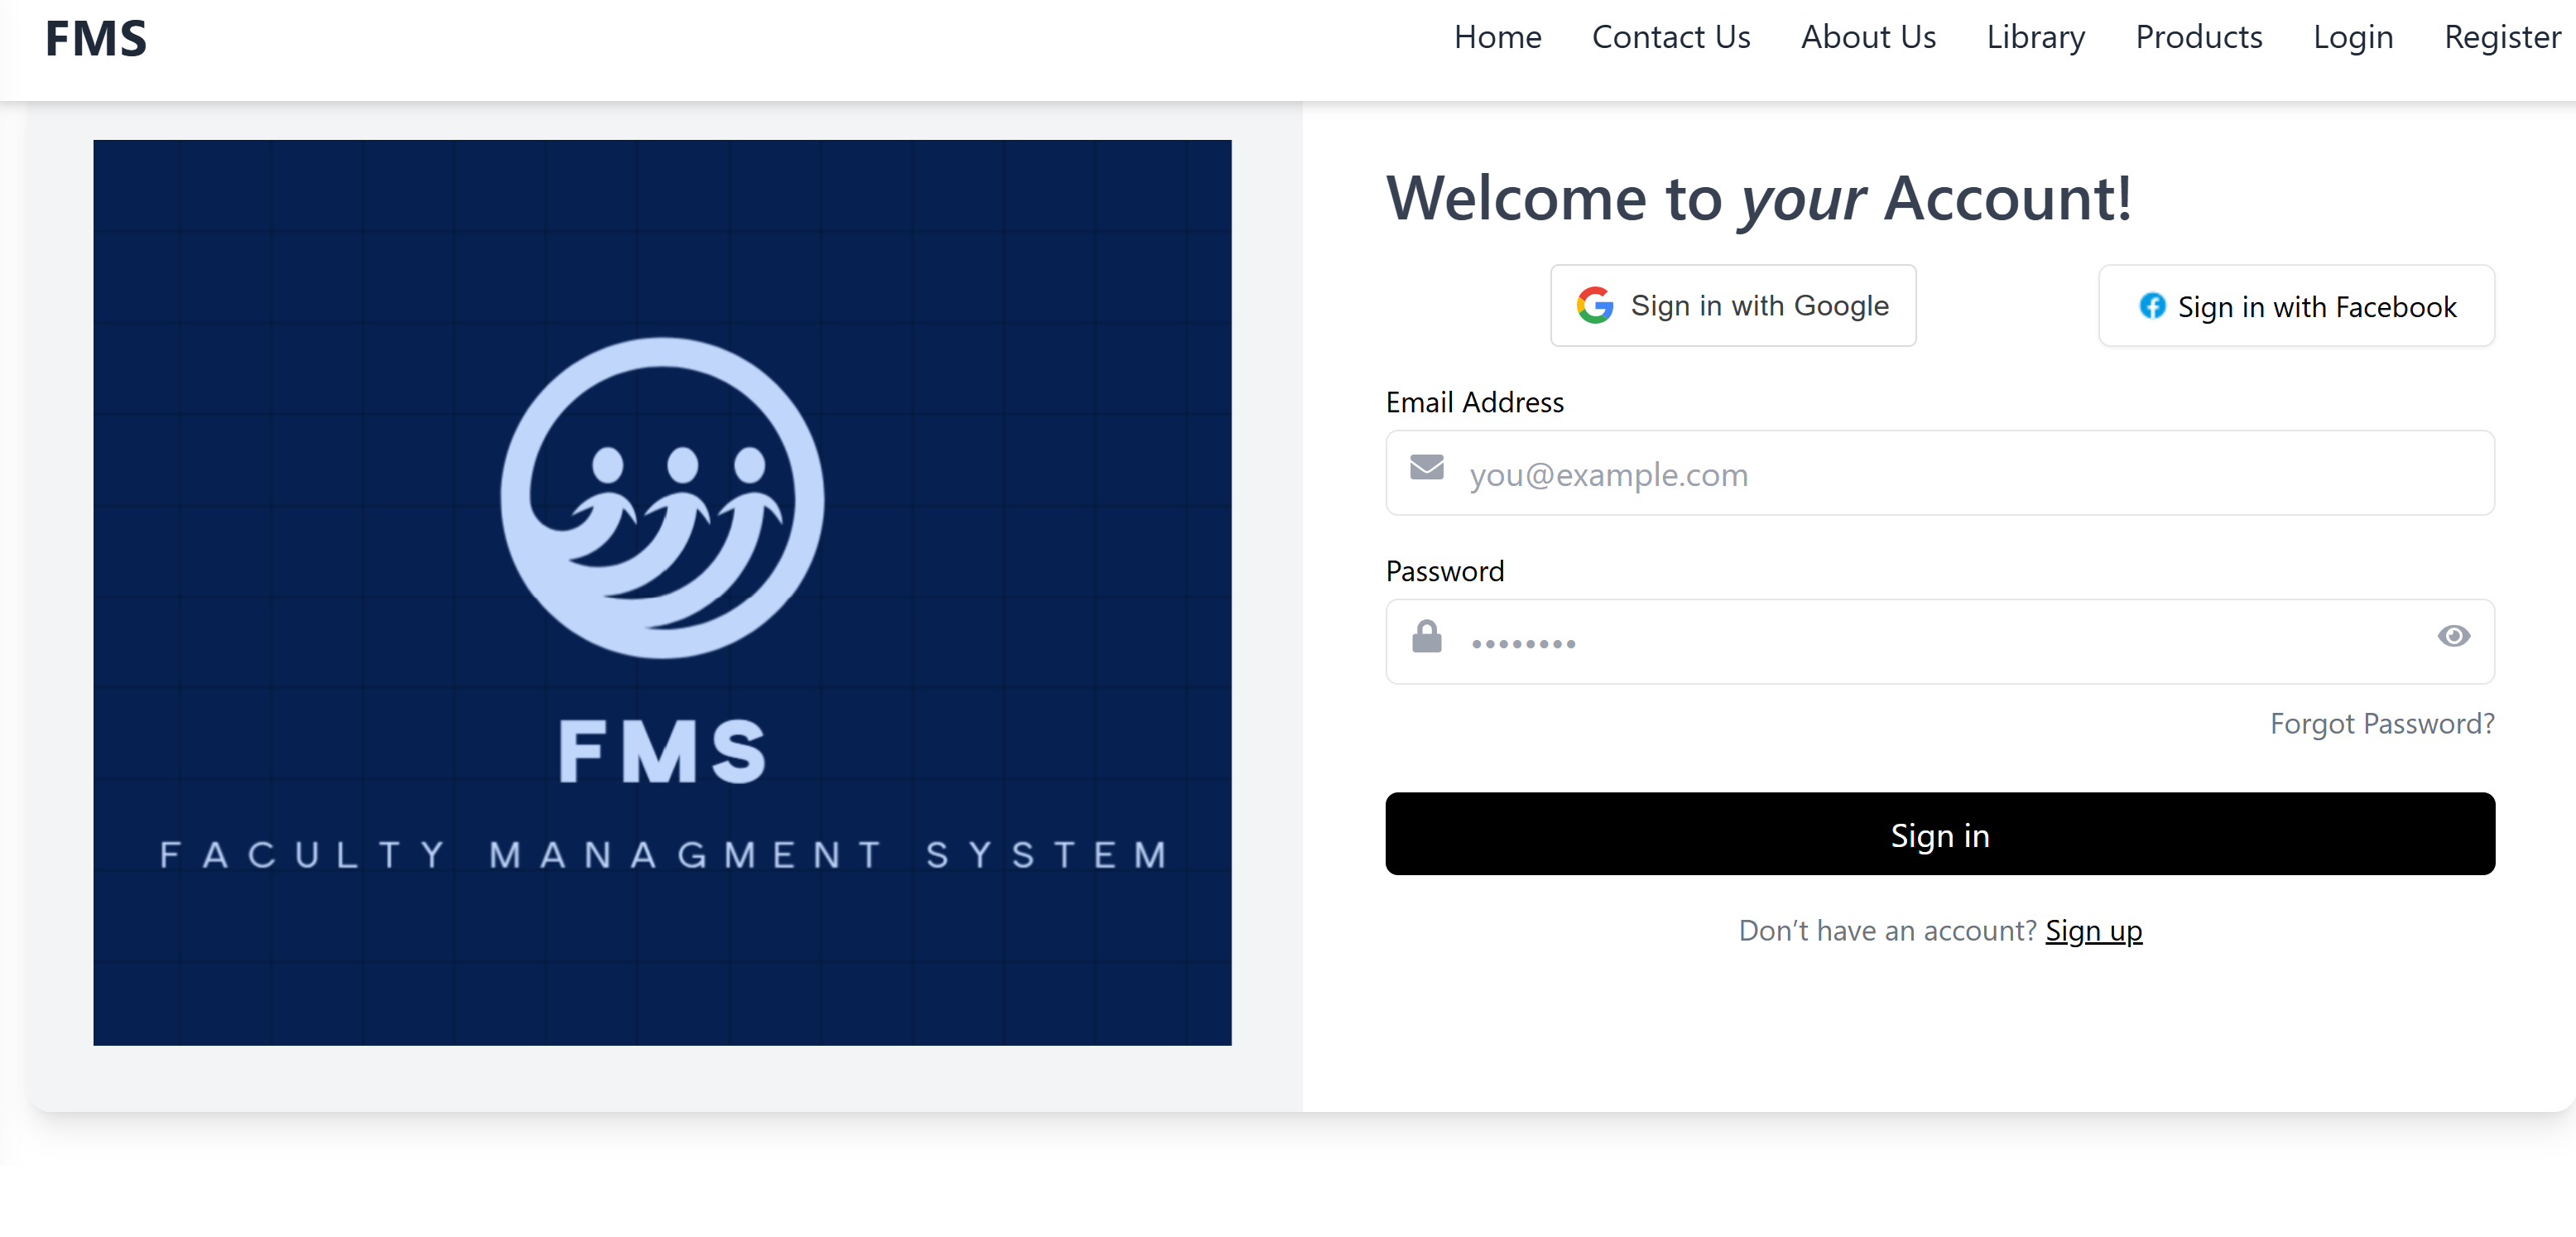 FMS
Home Contact Us About Us Library Products Login Register
FMS
FACULTY MANAGMENT SYSTEM
Welcome to your Account!
Sign in with Google
Sign in with Facebook
Email Address
you@example.com
Password
••••••••
Forgot Password?
Sign in
Don’t have an account? Sign up